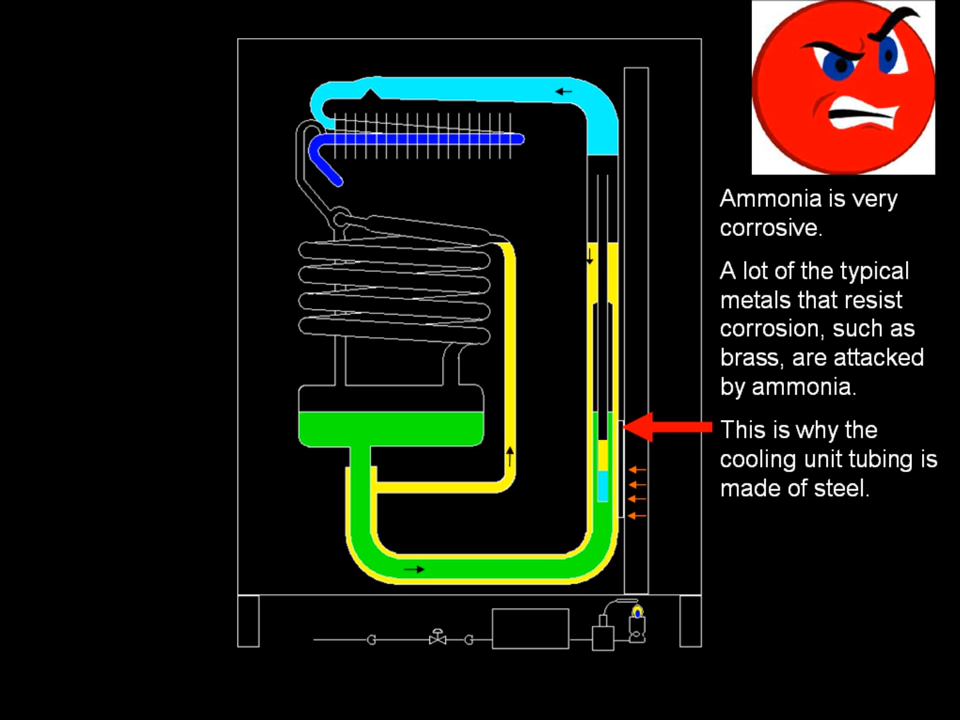 Ammonia is very
corrosive.
A lot of the typical
metals that resist
corrosion, such as
brass, are attacked
by ammonia.
This is why the
cooling unit tubing is
made of steel.